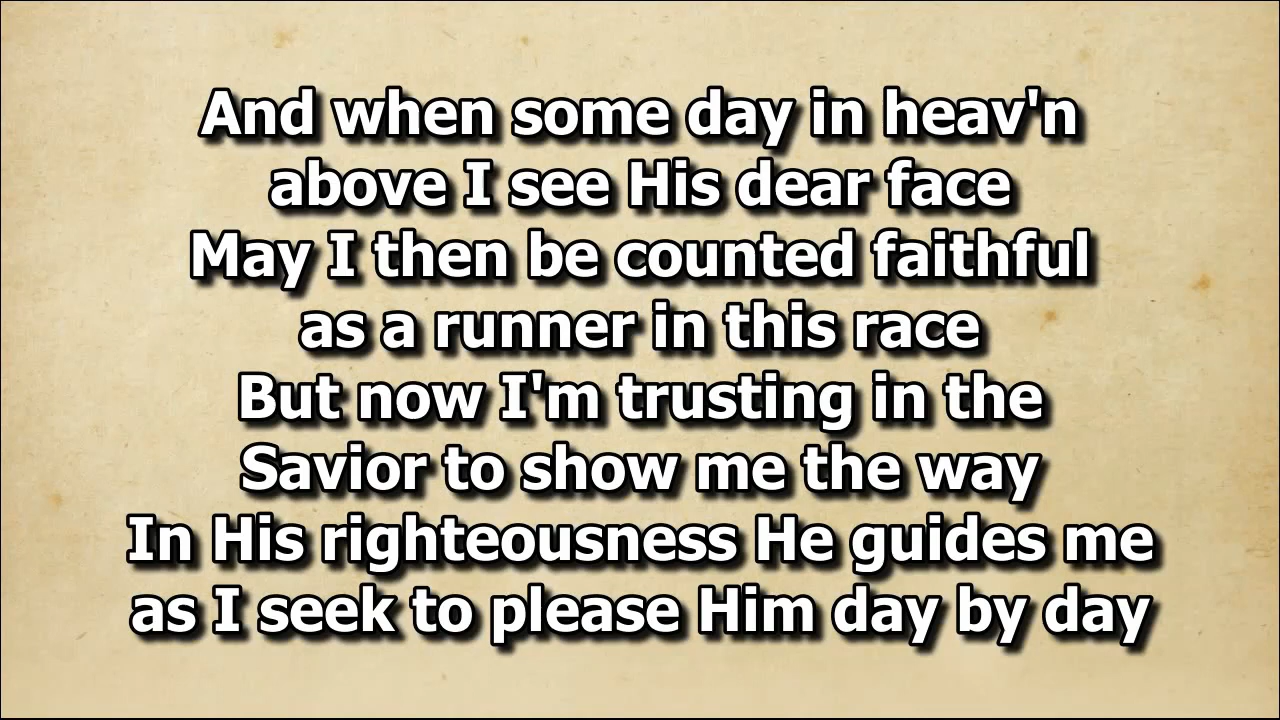 And when some day in heav'n
above I see His dear face
May I then be counted faithful
as a runner in this race
But now I'm trusting in the
Savior to show me the way
In His righteousness He guides me
as I seek to please Him day by day